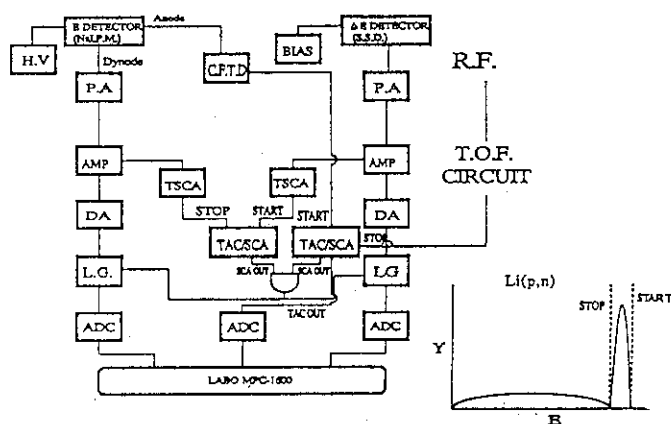 E DETECTOR
(NaI,P.M.)
Anode
H.V
Dynode
P.A
C.F.T.D
BIAS
Δ E DETECTOR
(S.S.D.)
P.A
R.F.
T.O.F.
CIRCUIT
AMP
TSCA
TSCA
AMP
DA
STOP
START
START
DA
TAC/SCA
TAC/SCA
STOP
L.G.
SCA OUT
SCA OUT
LG
TAC OUT
ADC
ADC
ADC
LABO MPC-1600
Li(p,n)
STOP
START
Y
E